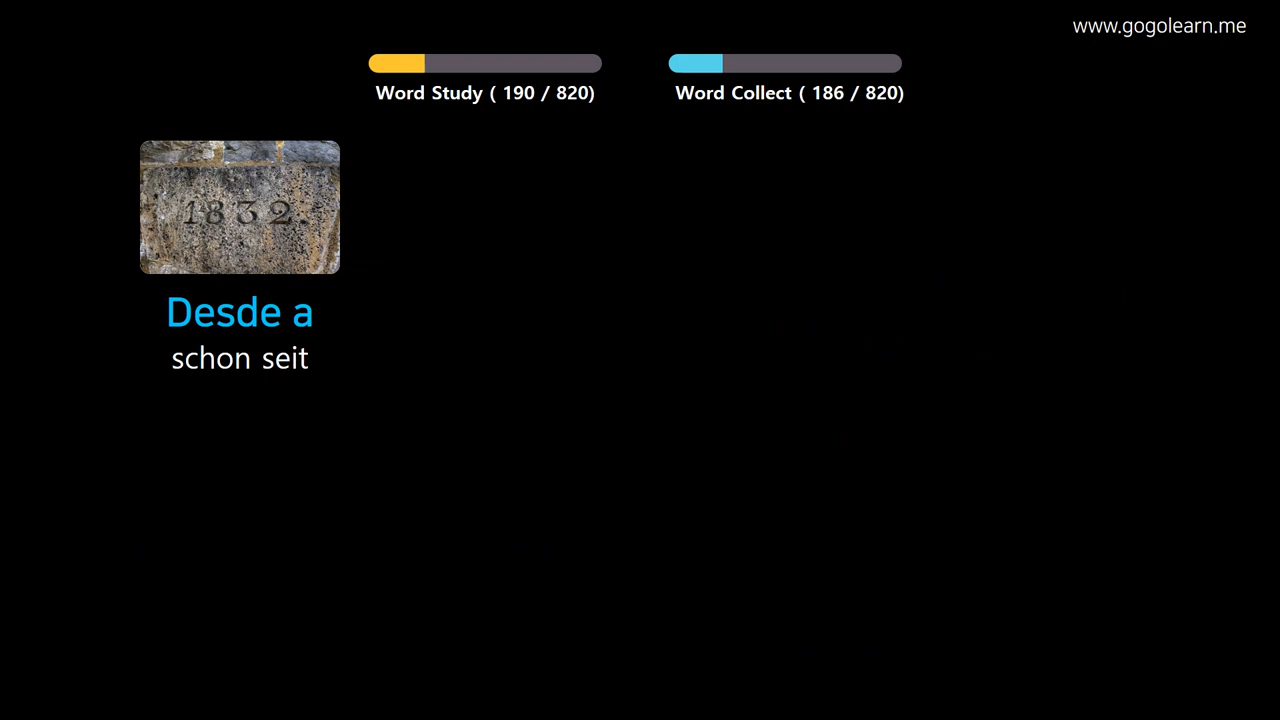 www.gogolearn.me
Word Study ( 190 / 820)
Word Collect ( 186 / 820)
1832.
Desde a
schon seit